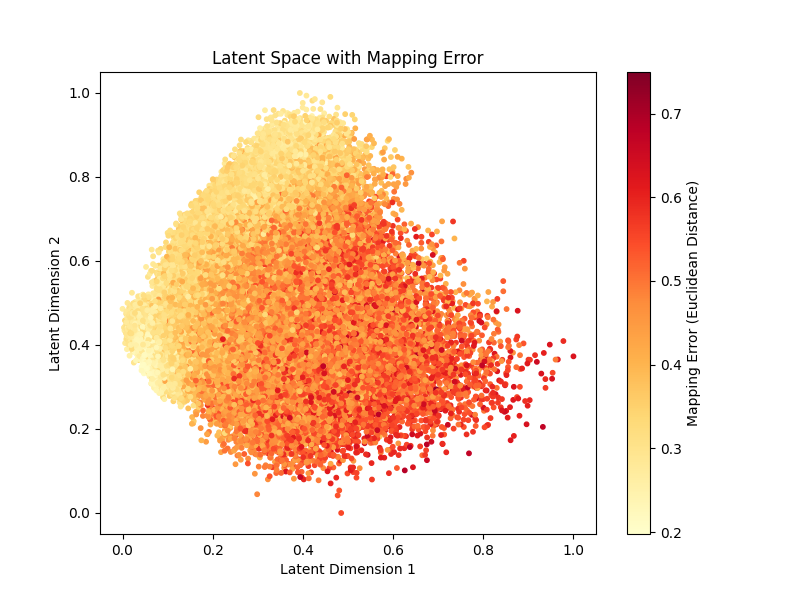 Latent Space with Mapping Error
Latent Dimension 2
1.0
0.8
0.6
0.4
0.2
0.0
0.0 0.2 0.4 0.6 0.8 1.0
Latent Dimension 1
0.7
0.6
0.5
0.4
0.3
0.2
Mapping Error (Euclidean Distance)